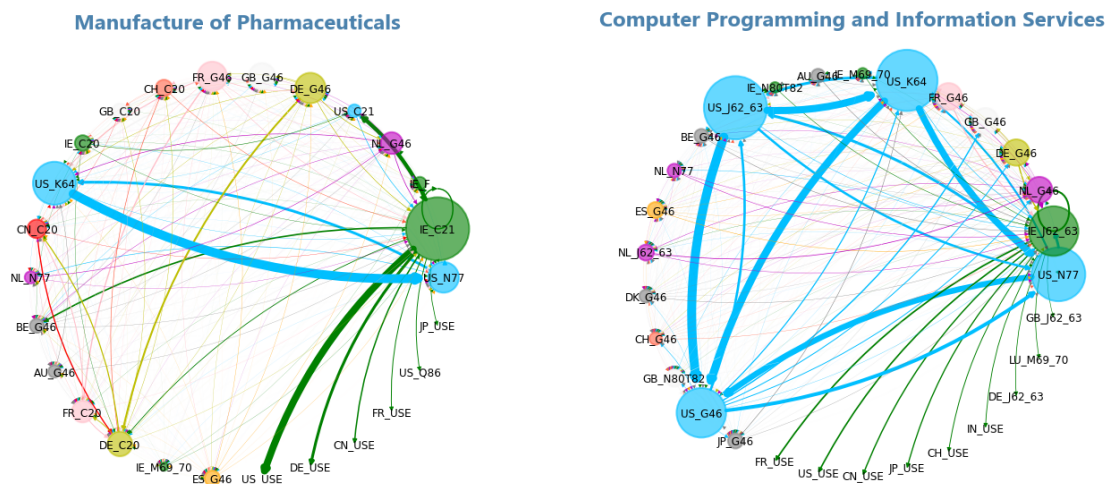 Manufacture of Pharmaceuticals
FR_G46
GB_G46
DE_G46
CH_C20
US_C21
GB_C20
NL_G46
IE_C20
IE_F
US_K64
IE_C21
CN_C20
US_N77
NL_N77
JP_USE
BE_G46
US_Q86
AU_G46
FR_USE
FR_C20
CN_USE
DE_C20
DE_USE
IE_M69_70
US_USE
ES_G46
Computer Programming and Information Services
AU_G46
IE_M69_70
US_K64
IE_N80T82
FR_G46
US_J62_63
GB_G46
BE_G46
DE_G46
NL_N77
NL_G46
ES_G46
IE_J62_63
NL_J62_63
US_N77
DK_G46
GB_J62_63
CH_G46
LU_M69_70
GB_N80T82
DE_J62_63
US_G46
IN_USE
JP_G46
CH_USE
FR_USE
JP_USE
US_USE
CN_USE